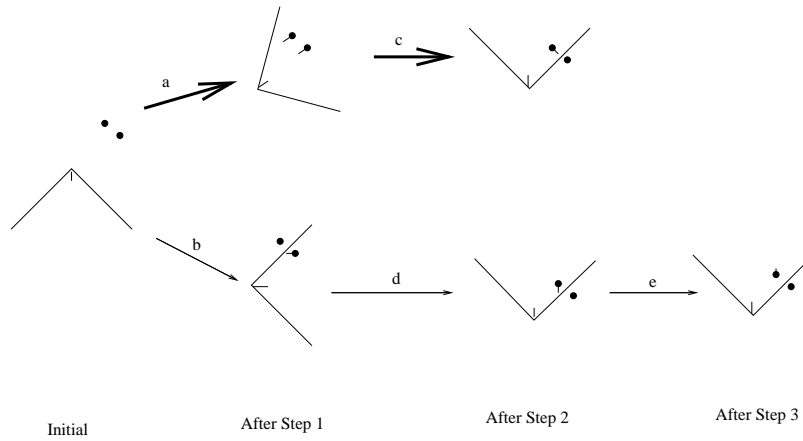 a
c
b
d
e
Initial
After Step 1
After Step 2
After Step 3